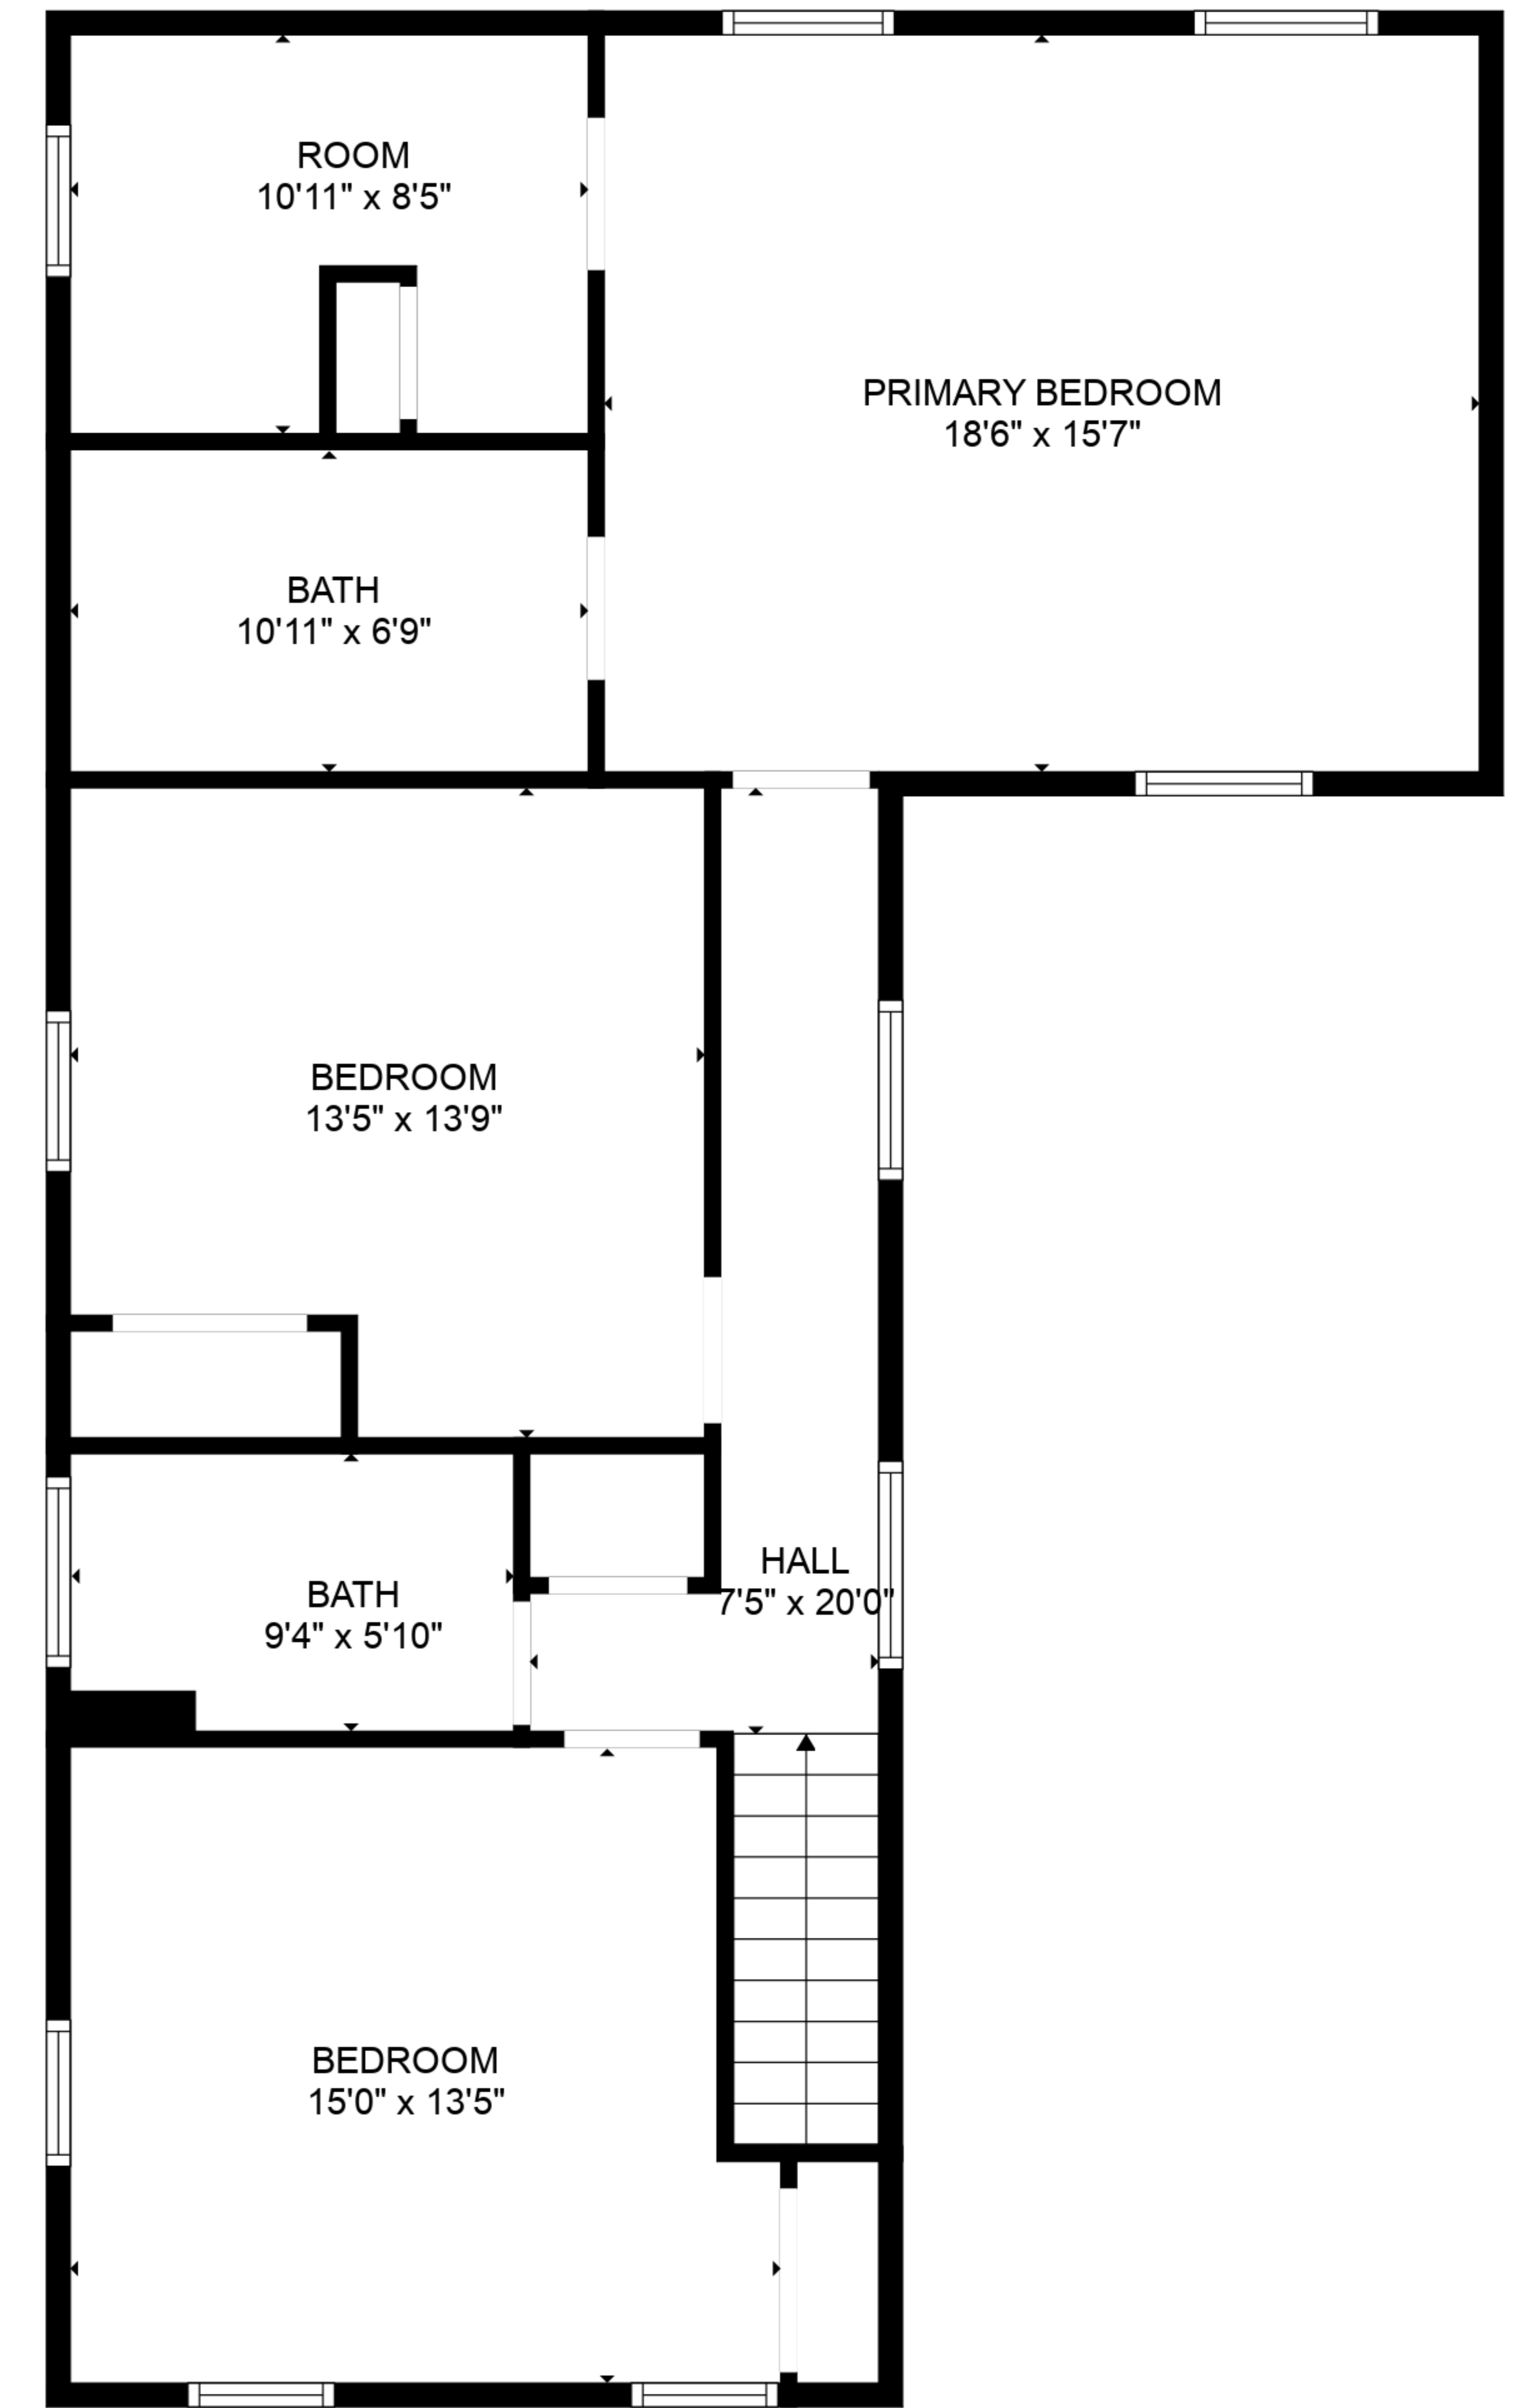 ROOM
10'11" x 8'5"
PRIMARY BEDROOM
18'6" x 15'7"
BATH
10'11" x 6'9"
BEDROOM
13'5" x 13'9"
HALL
7'5" x 20'0"
BATH
9'4" x 5'10"
BEDROOM
15'0" x 13'5"